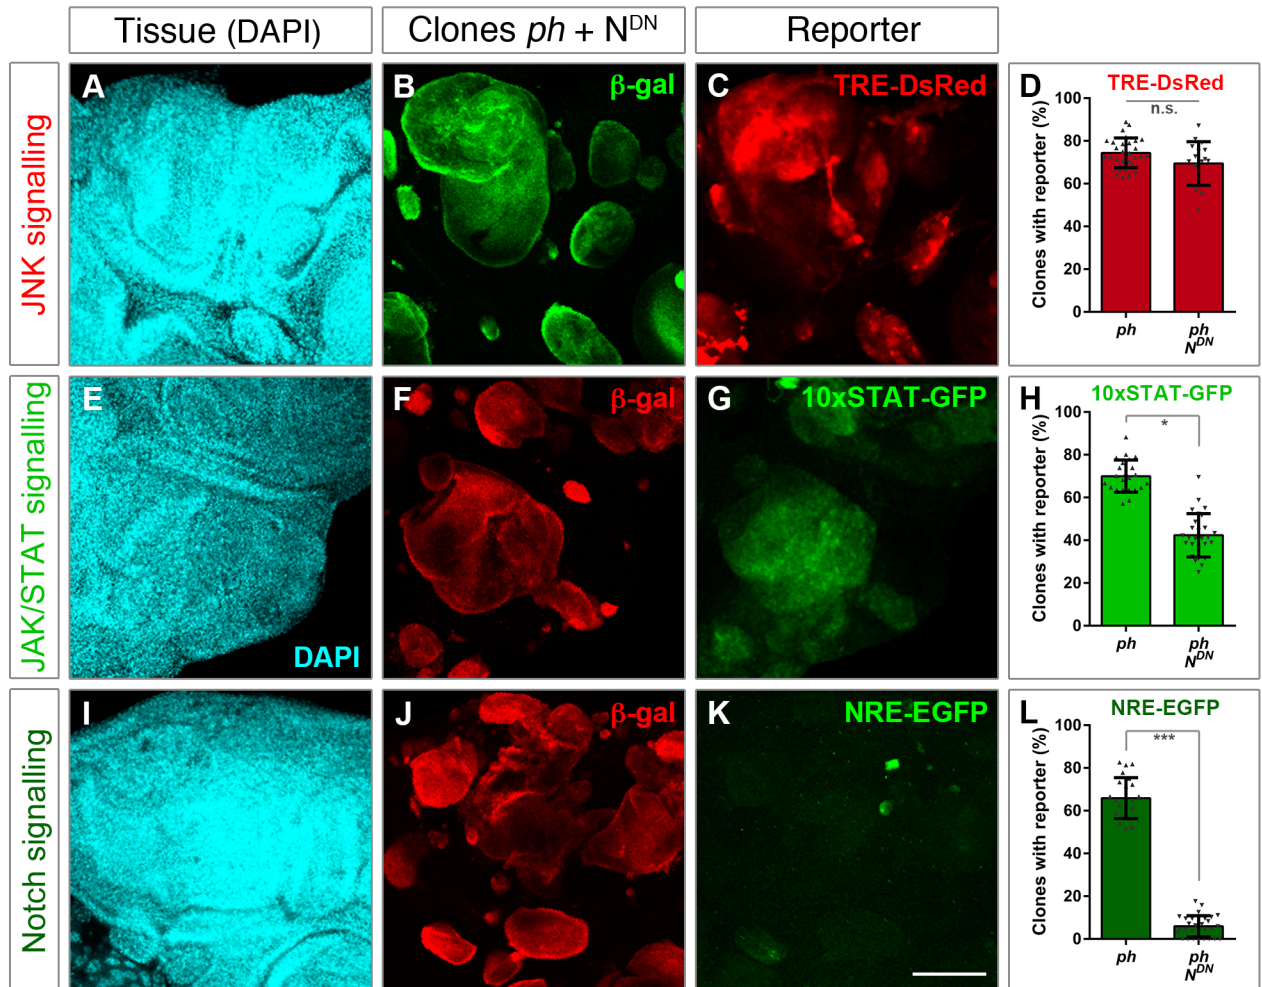 Tissue (DAPI)
Clones ph + N^DN
Reporter
JNK signalling
A
B
β-gal
C
TRE-DsRed
D
TRE-DsRed
n.s.
Clones with reporter (%)
100
80
60
40
20
0
ph
ph
N^DN
JAK/STAT signalling
E
DAPI
F
β-gal
G
10xSTAT-GFP
H
10xSTAT-GFP
*
Clones with reporter (%)
100
80
60
40
20
0
ph
ph
N^DN
Notch signalling
I
J
β-gal
K
NRE-EGFP
L
NRE-EGFP
***
Clones with reporter (%)
100
80
60
40
20
0
ph
ph
N^DN